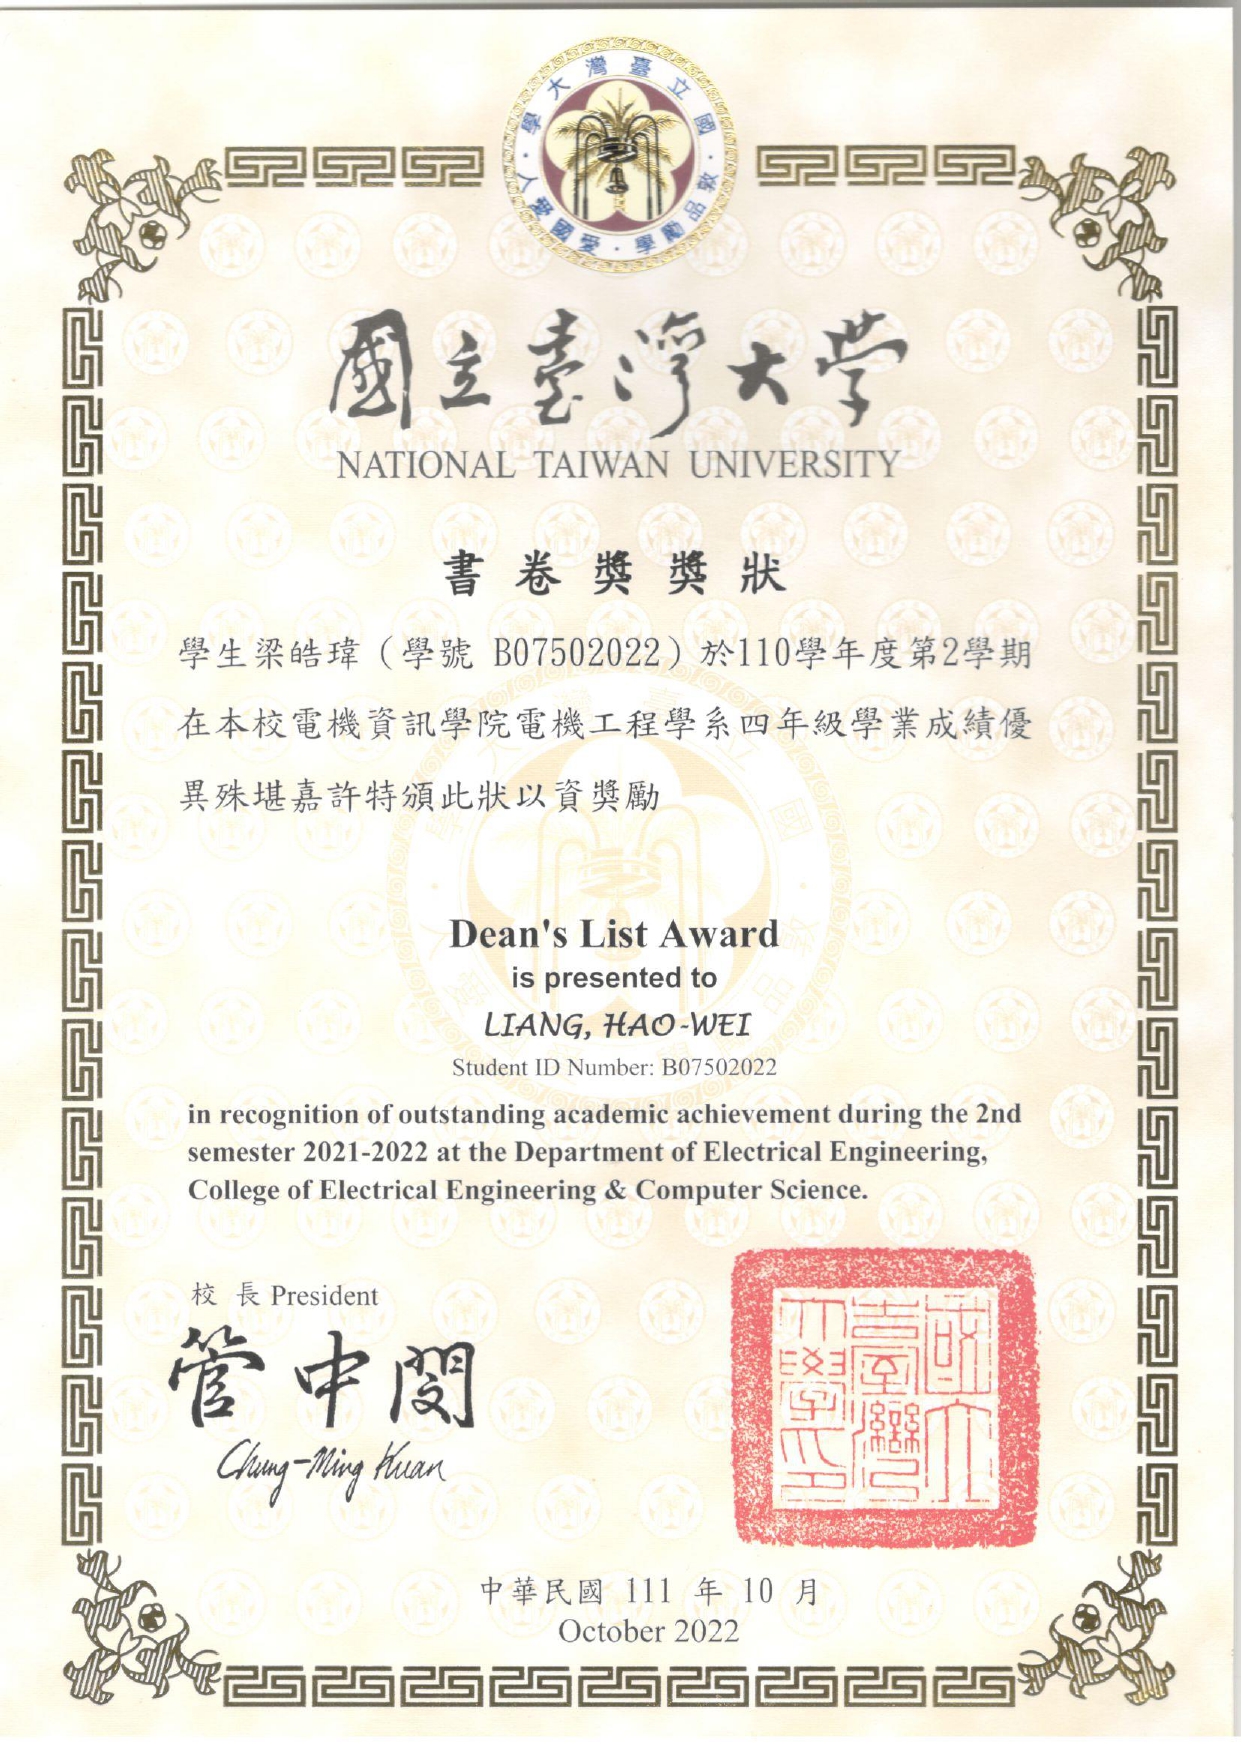 國立臺灣大學
敦品勵學·愛國愛人
國立臺灣大學
NATIONAL TAIWAN UNIVERSITY
書卷獎獎狀
學生梁皓瑋（學號 B07502022）於110學年度第2學期
在本校電機資訊學院電機工程學系四年級學業成績優
異殊堪嘉許特頒此狀以資獎勵
Dean's List Award
is presented to
LIANG, HAO-WEI
Student ID Number: B07502022
in recognition of outstanding academic achievement during the 2nd
semester 2021-2022 at the Department of Electrical Engineering,
College of Electrical Engineering & Computer Science.
校 長 President
管中閔
Chung-Ming Kuan
國立臺灣大學印
中華民國 111 年 10 月
October 2022